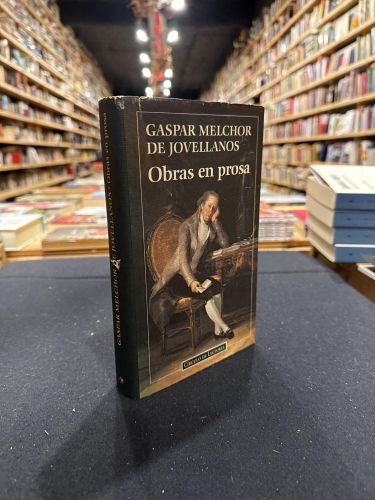 GASPAR MELCHOR
DE JOVELLANOS
Obras en prosa
CÍRCULO DE LECTORES
GASPAR MELCHOR DE JOVELLANOS Obras en prosa